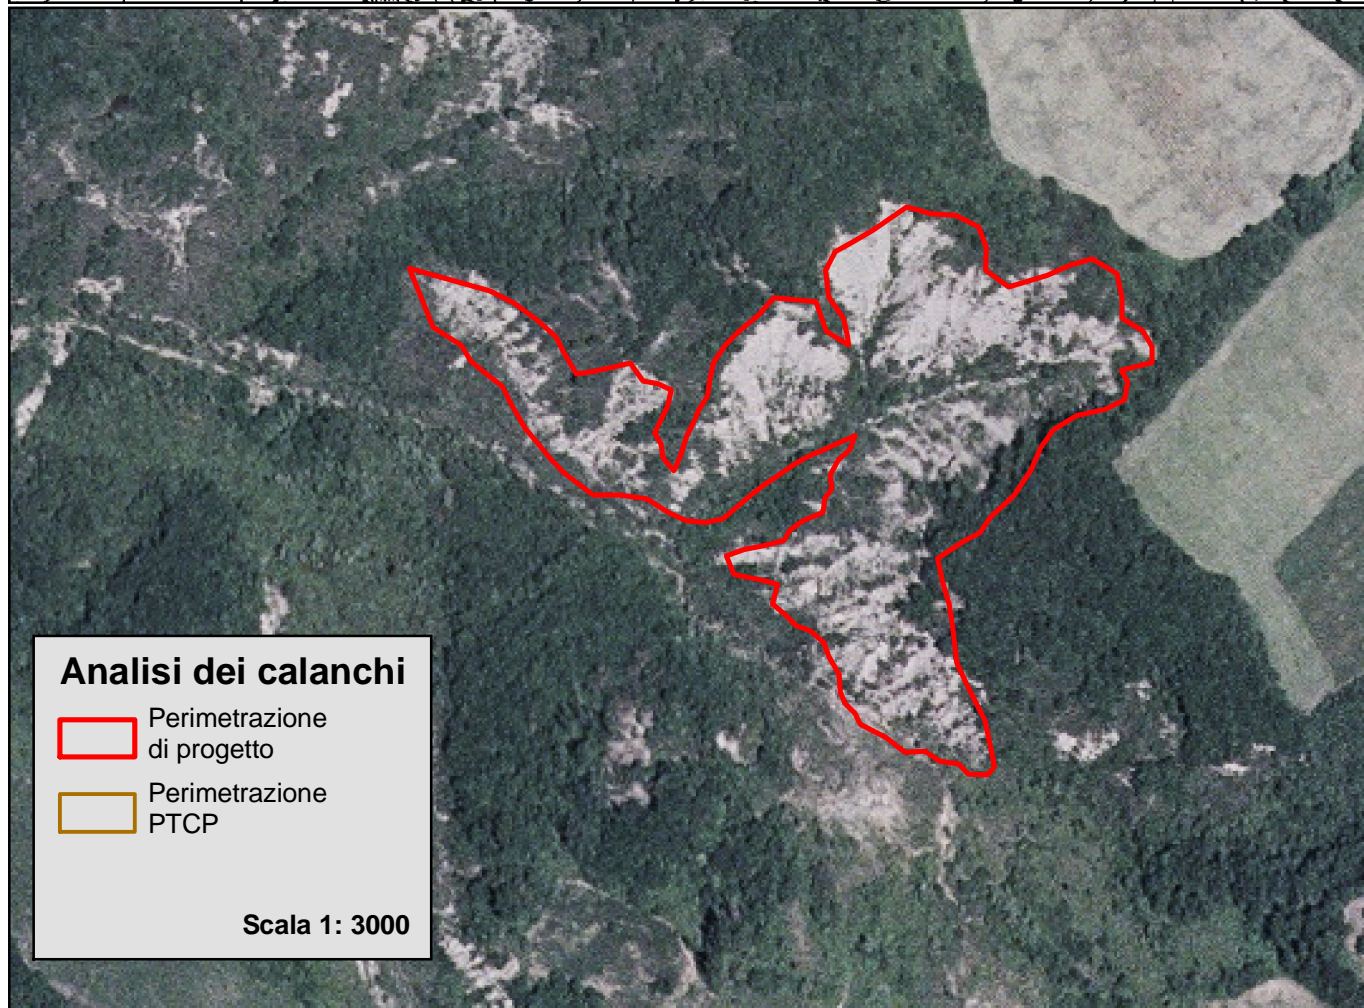 Analisi dei calanchi
Perimetrazione
di progetto
Perimetrazione
PTCP
Scala 1: 3000